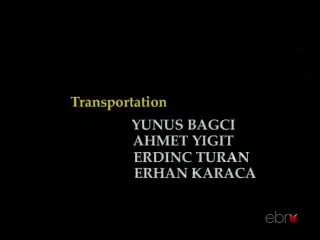 Transportation
YUNUS BAGCI
AHMET YIGIT
ERDINC TURAN
ERHAN KARACA
ebru